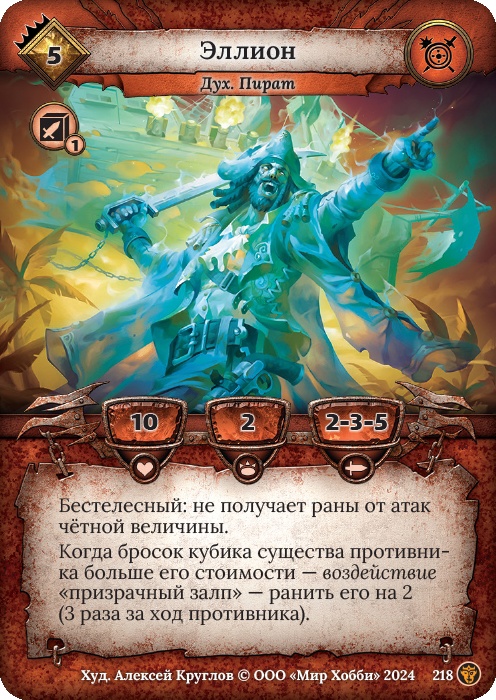 5
Эллион
Дух. Пират
1
10
2
2-3-5
Бестелесный: не получает раны от атак
чётной величины.
Когда бросок кубика существа противни-
ка больше его стоимости — воздействие
«призрачный залп» — ранить его на 2
(3 раза за ход противника).
Худ. Алексей Круглов © ООО «Мир Хобби» 2024
218